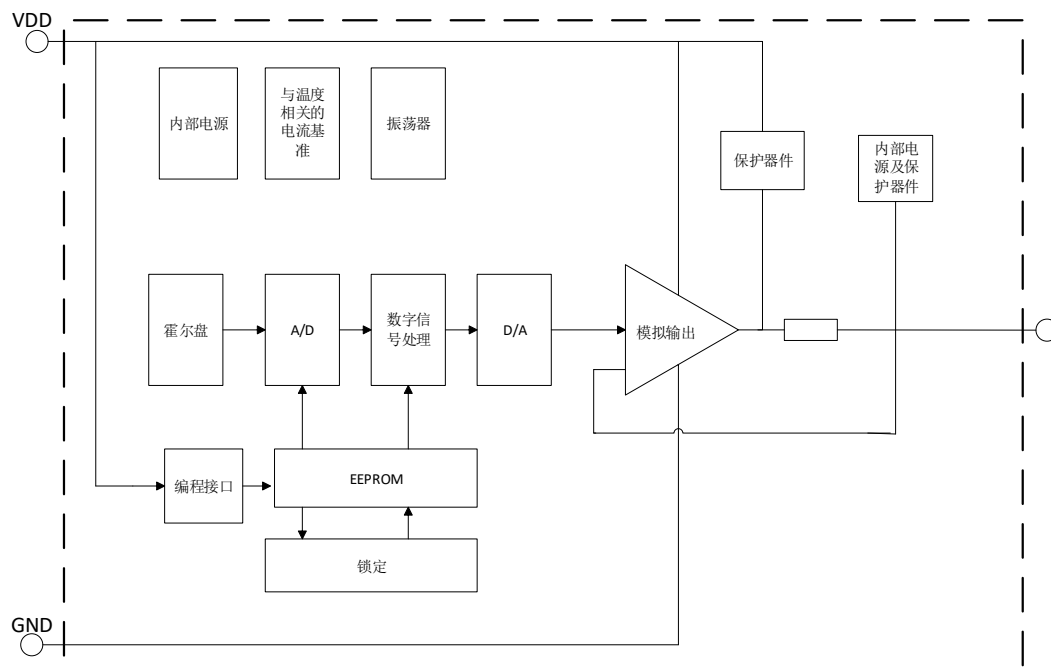 VDD
内部电源
与温度
相关的
电流基
准
振荡器
保护器件
内部电
源及保
护器件
霍尔盘
A/D
数字信
号处理
D/A
模拟输出
编程接口
EEPROM
锁定
GND